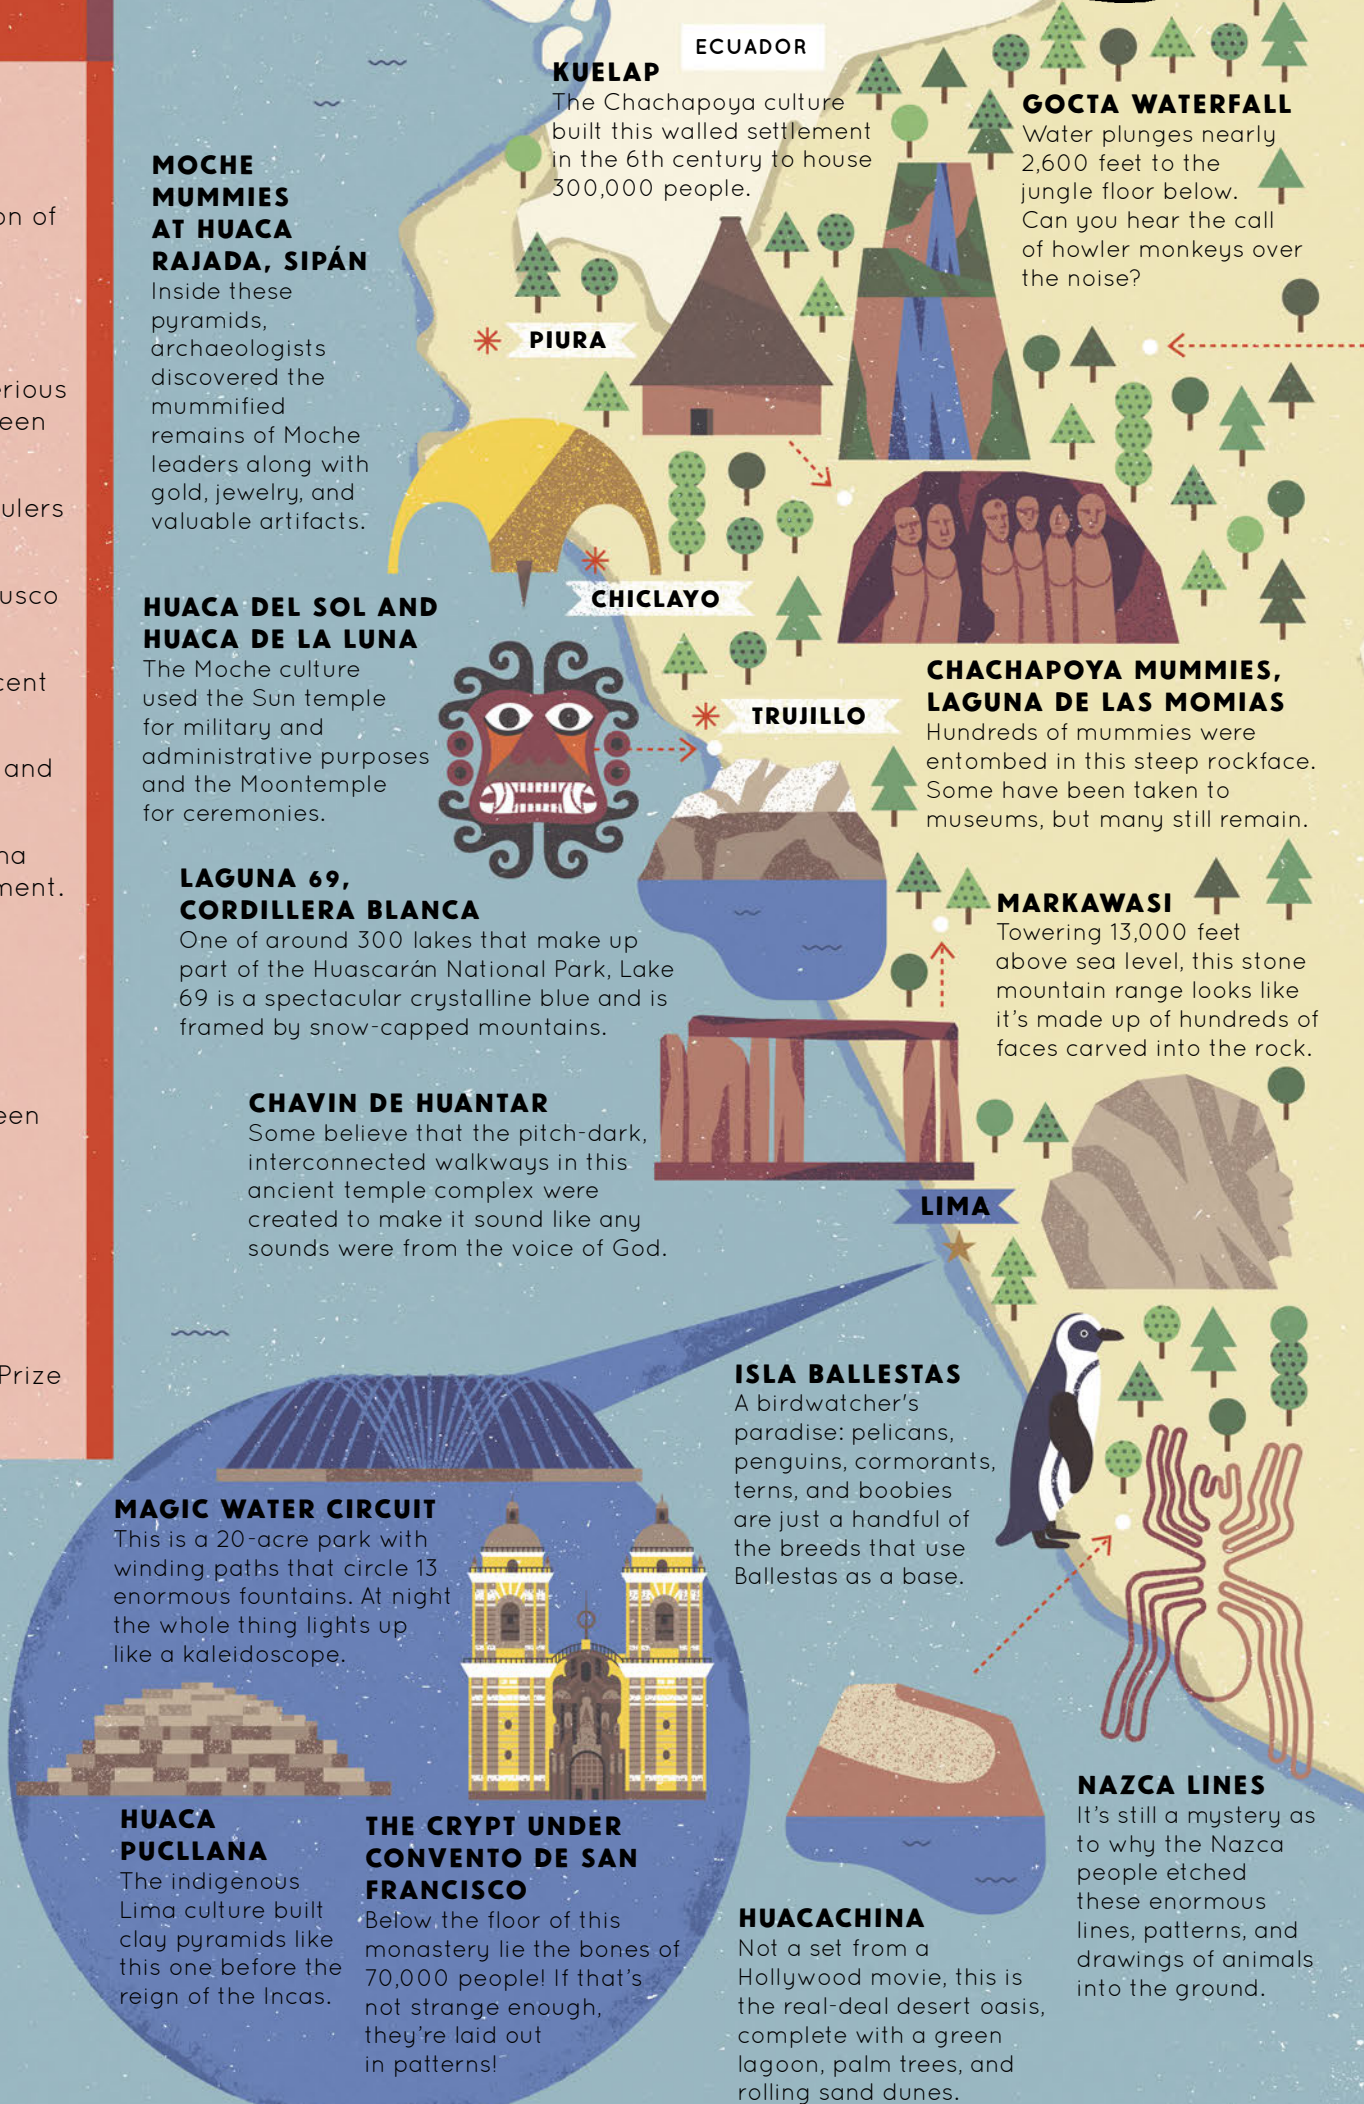 on of
erious
een
ulers
usco
cent
and
na
ment.
een
Prize
ECUADOR
KUELAP
The Chachapoya culture
built this walled settlement
in the 6th century to house
300,000 people.
GOCTA WATERFALL
Water plunges nearly
2,600 feet to the
jungle floor below.
Can you hear the call
of howler monkeys over
the noise?
MOCHE
MUMMIES
AT HUACA
RAJADA, SIPÁN
Inside these
pyramids,
archaeologists
discovered the
mummified
remains of Moche
leaders along with
gold, jewelry, and
valuable artifacts.
PIURA
CHICLAYO
HUACA DEL SOL AND
HUACA DE LA LUNA
The Moche culture
used the Sun temple
for military and
administrative purposes
and the Moontemple
for ceremonies.
TRUJILLO
CHACHAPOYA MUMMIES,
LAGUNA DE LAS MOMIAS
Hundreds of mummies were
entombed in this steep rockface.
Some have been taken to
museums, but many still remain.
LAGUNA 69,
CORDILLERA BLANCA
One of around 300 lakes that make up
part of the Huascarán National Park, Lake
69 is a spectacular crystalline blue and is
framed by snow-capped mountains.
MARKAWASI
Towering 13,000 feet
above sea level, this stone
mountain range looks like
it's made up of hundreds of
faces carved into the rock.
CHAVIN DE HUANTAR
Some believe that the pitch-dark,
interconnected walkways in this
ancient temple complex were
created to make it sound like any
sounds were from the voice of God.
LIMA
ISLA BALLESTAS
A birdwatcher's
paradise: pelicans,
penguins, cormorants,
terns, and boobies
are just a handful of
the breeds that use
Ballestas as a base.
MAGIC WATER CIRCUIT
This is a 20-acre park with
winding paths that circle 13
enormous fountains. At night
the whole thing lights up
like a kaleidoscope.
HUACA
PUCLLANA
The indigenous
Lima culture built
clay pyramids like
this one before the
reign of the Incas.
THE CRYPT UNDER
CONVENTO DE SAN
FRANCISCO
Below the floor of this
monastery lie the bones of
70,000 people! If that's
not strange enough,
they're laid out
in patterns!
HUACACHINA
Not a set from a
Hollywood movie, this is
the real-deal desert oasis,
complete with a green
lagoon, palm trees, and
rolling sand dunes.
NAZCA LINES
It's still a mystery as
to why the Nazca
people etched
these enormous
lines, patterns, and
drawings of animals
into the ground.